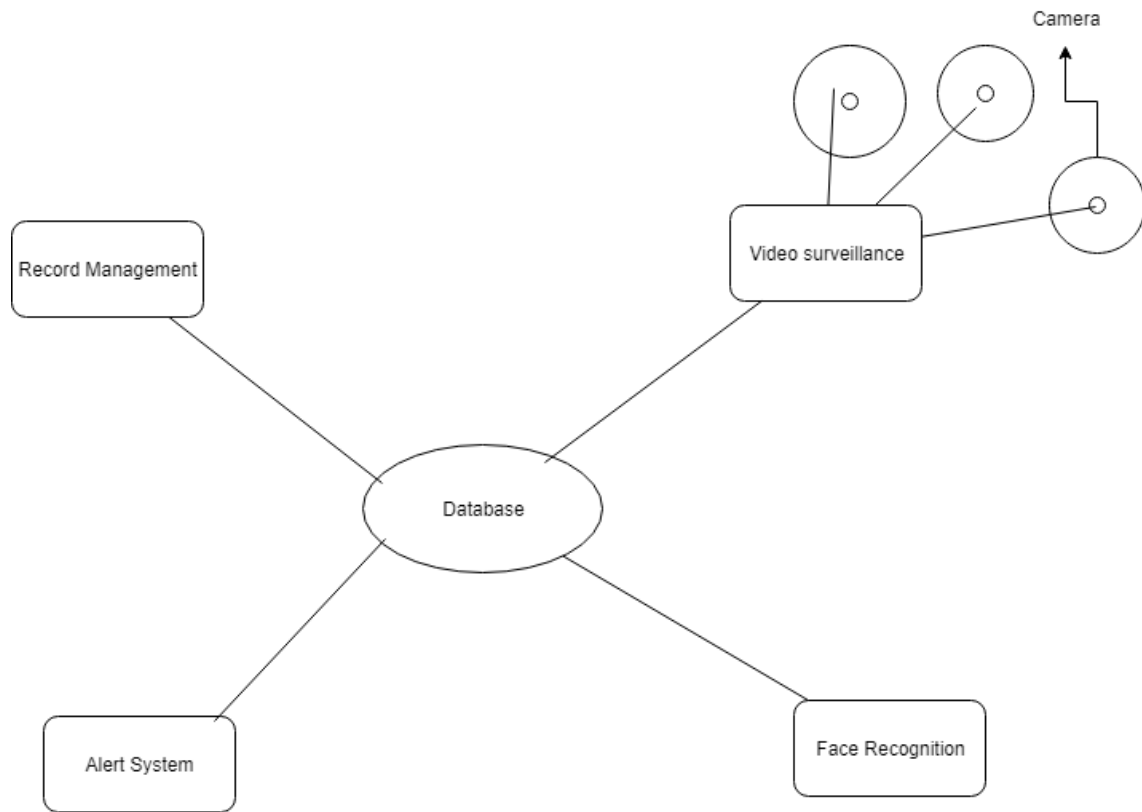 Camera
Video surveillance
Record Management
Database
Alert System
Face Recognition